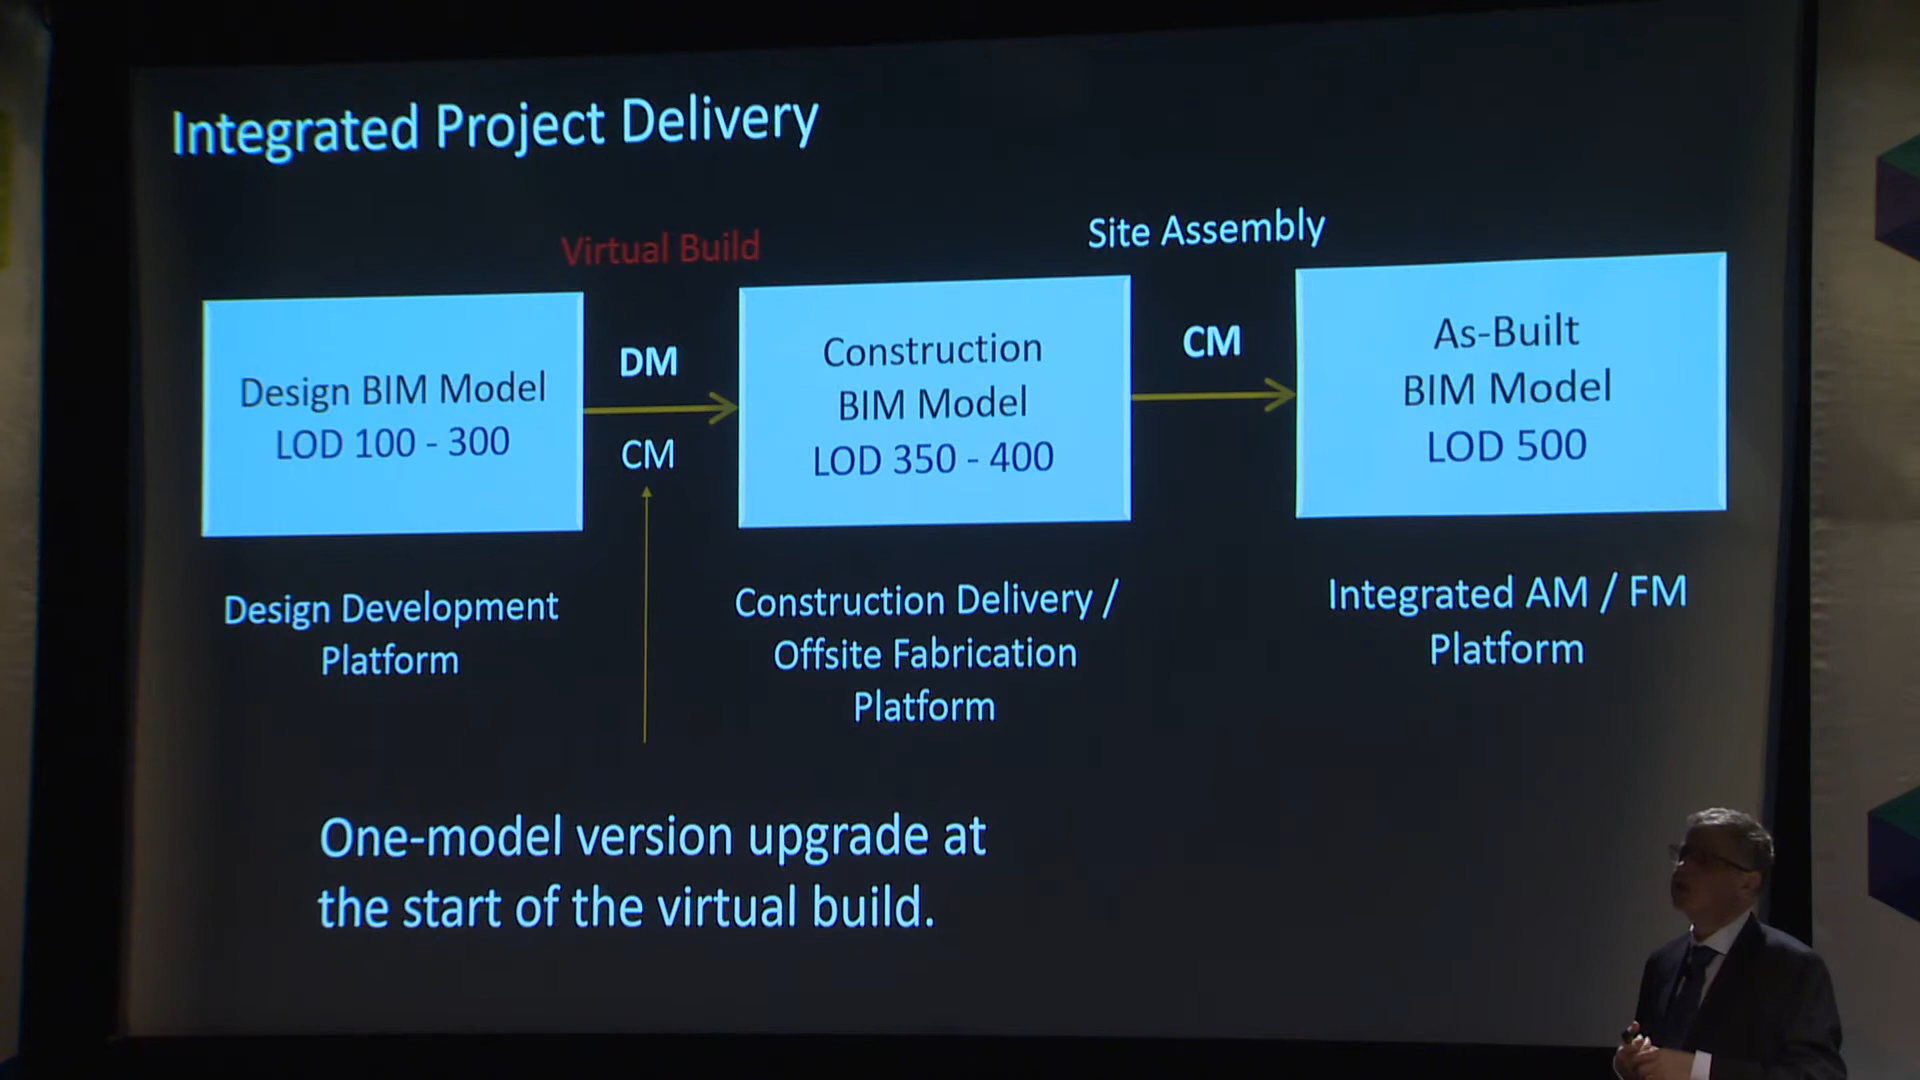 Integrated Project Delivery
Virtual Build
Site Assembly
Design BIM Model
LOD 100 - 300
DM
CM
Construction
BIM Model
LOD 350 - 400
CM
As-Built
BIM Model
LOD 500
Design Development
Platform
Construction Delivery /
Offsite Fabrication
Platform
Integrated AM / FM
Platform
One-model version upgrade at
the start of the virtual build.